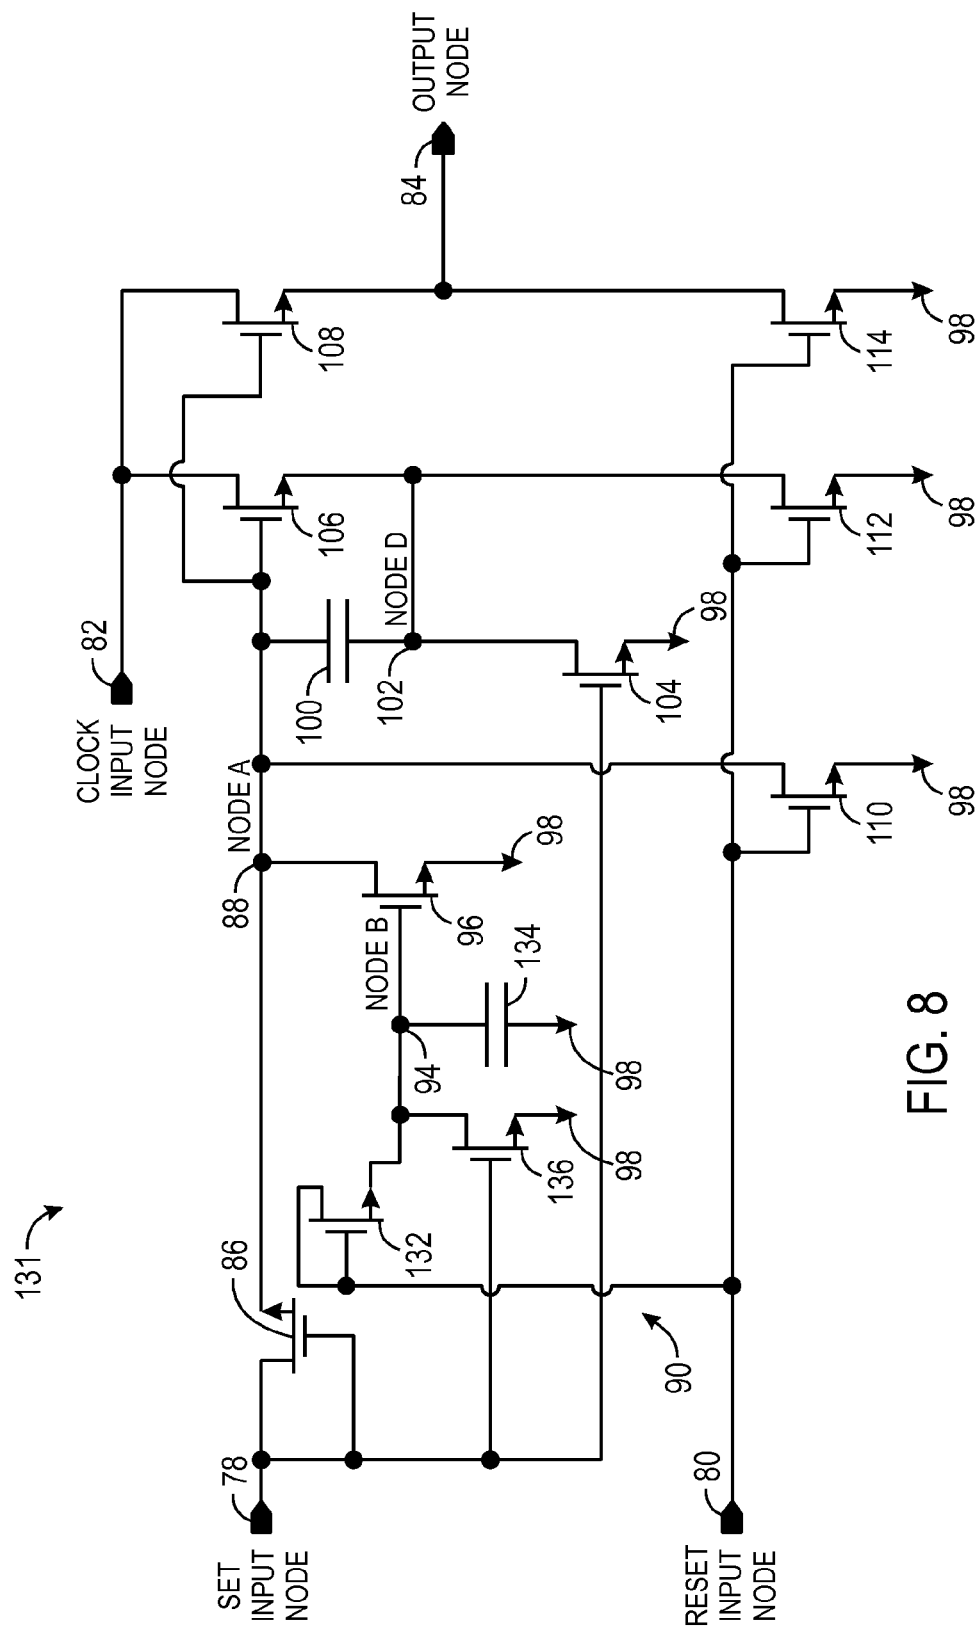 131
SET
INPUT
NODE
78
86
88
NODE A
CLOCK
INPUT
NODE
82
132
136
98
94
NODE B
134
98
96
98
100
102
NODE D
104
98
106
108
84
OUTPUT
NODE
90
RESET
INPUT
NODE
80
110
98
112
98
114
98
FIG. 8